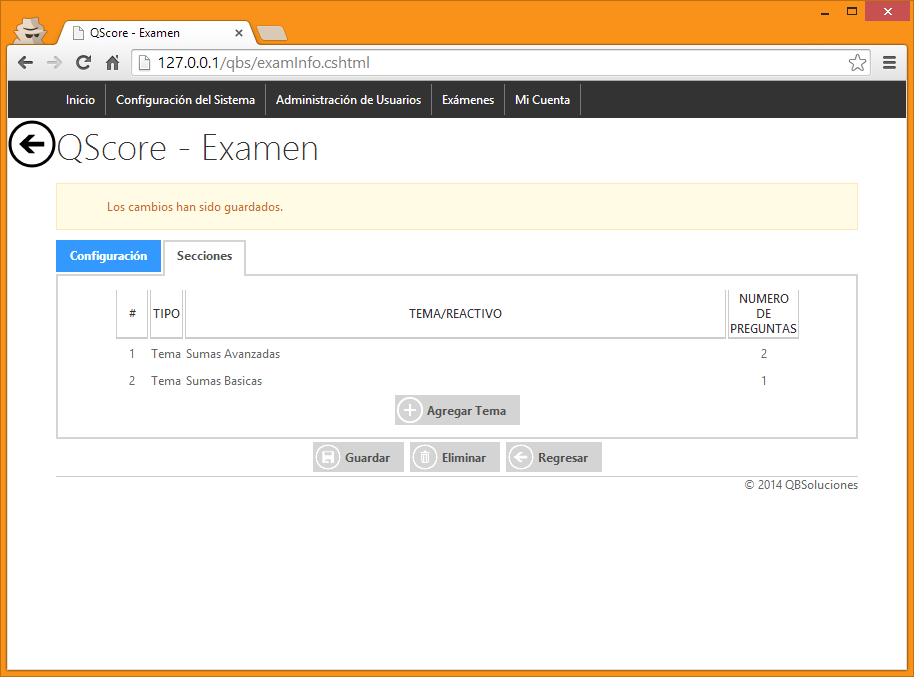 QScore - Examen
127.0.0.1/qbs/examInfo.cshtml
Inicio Configuración del Sistema Administración de Usuarios Exámenes Mi Cuenta
QScore - Examen
Los cambios han sido guardados.
Configuración Secciones
# TIPO TEMA/REACTIVO NUMERO DE PREGUNTAS
1 Tema Sumas Avanzadas 2
2 Tema Sumas Basicas 1
Agregar Tema
Guardar Eliminar Regresar
© 2014 QBSoluciones